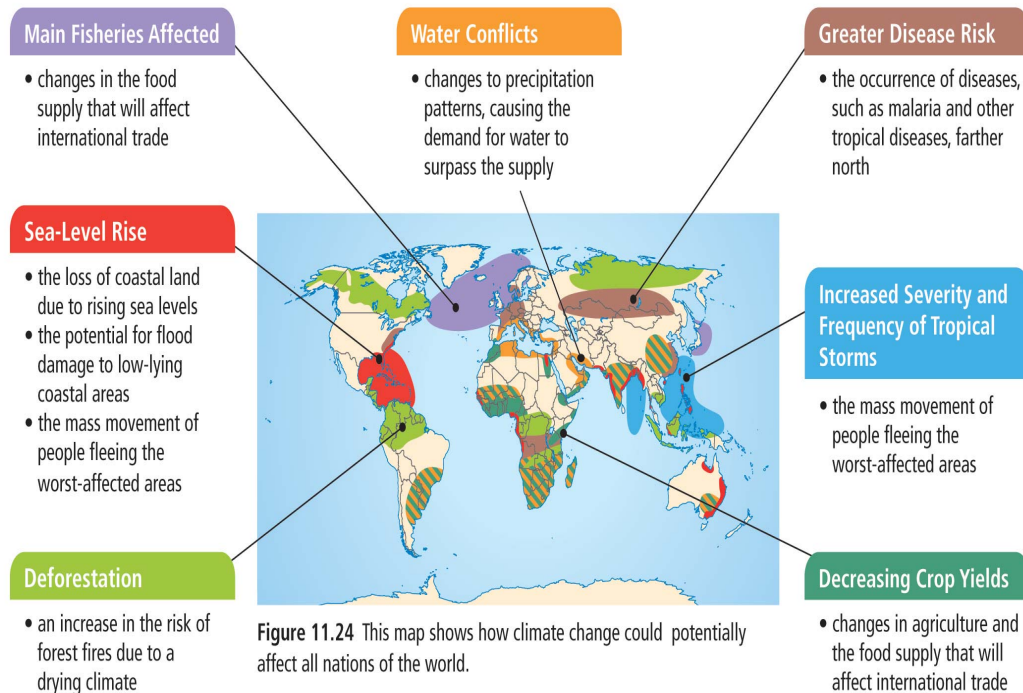 Main Fisheries Affected
• changes in the food
supply that will affect
international trade
Water Conflicts
• changes to precipitation
patterns, causing the
demand for water to
surpass the supply
Greater Disease Risk
• the occurrence of diseases,
such as malaria and other
tropical diseases, farther
north
Sea-Level Rise
• the loss of coastal land
due to rising sea levels
• the potential for flood
damage to low-lying
coastal areas
• the mass movement of
people fleeing the
worst-affected areas
Increased Severity and
Frequency of Tropical
Storms
• the mass movement of
people fleeing the
worst-affected areas
Deforestation
• an increase in the risk of
forest fires due to a
drying climate
Figure 11.24 This map shows how climate change could potentially
affect all nations of the world.
Decreasing Crop Yields
• changes in agriculture and
the food supply that will
affect international trade